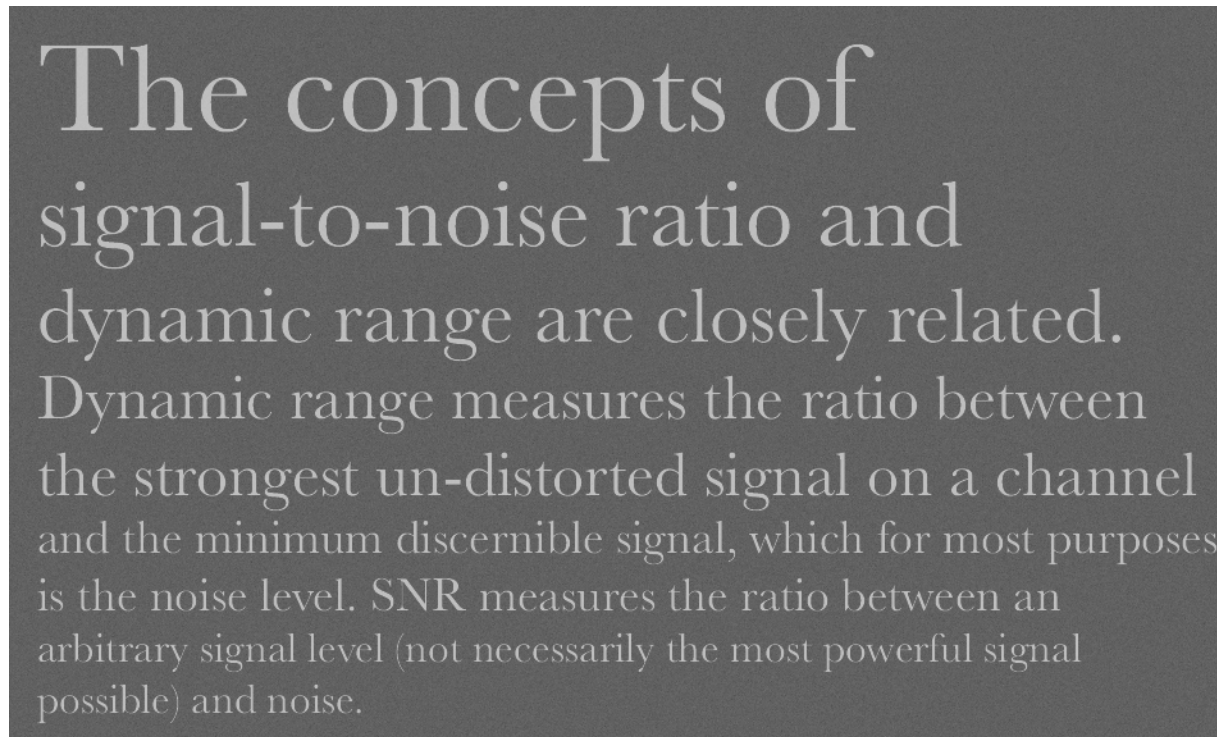 The concepts of
signal-to-noise ratio and
dynamic range are closely related.
Dynamic range measures the ratio between
the strongest un-distorted signal on a channel
and the minimum discernible signal, which for most purposes
is the noise level. SNR measures the ratio between an
arbitrary signal level (not necessarily the most powerful signal
possible) and noise.